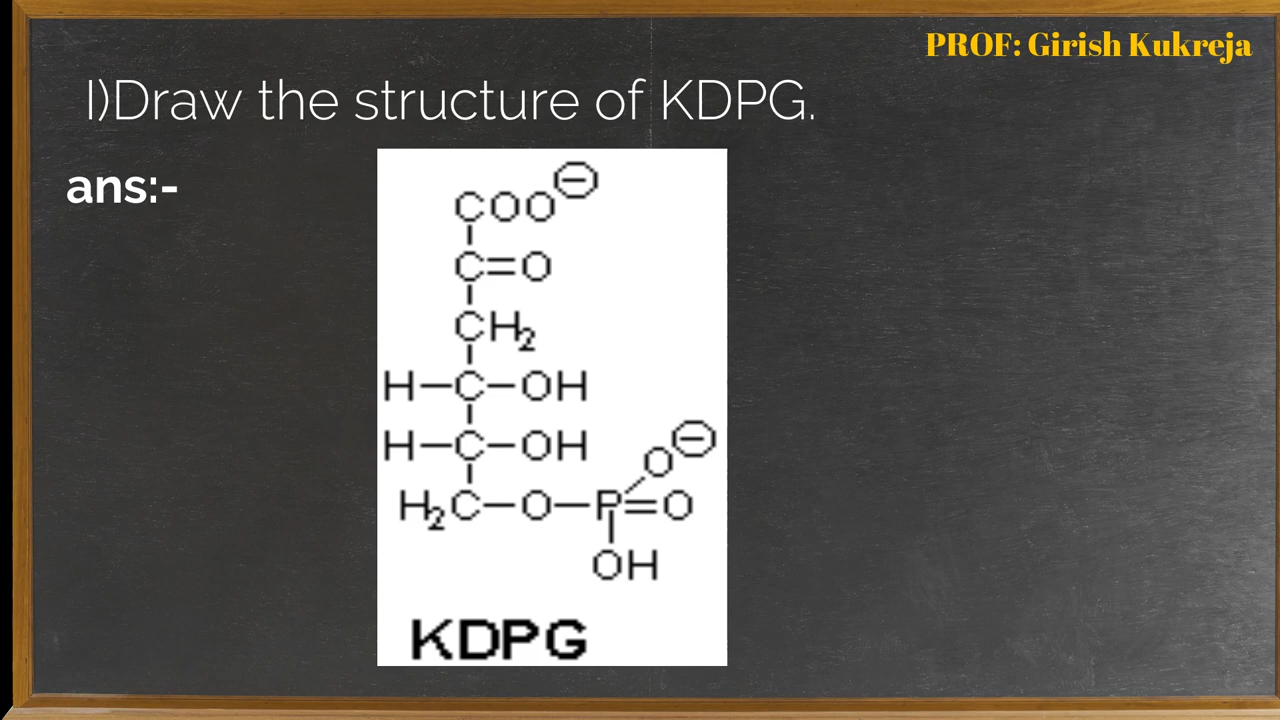 PROF: Girish Kukreja
I)Draw the structure of KDPG.
ans:-
COO⊖
C=O
CH₂
H–C–OH
H–C–OH
O⊖
H₂C–O–P=O
OH
KDPG